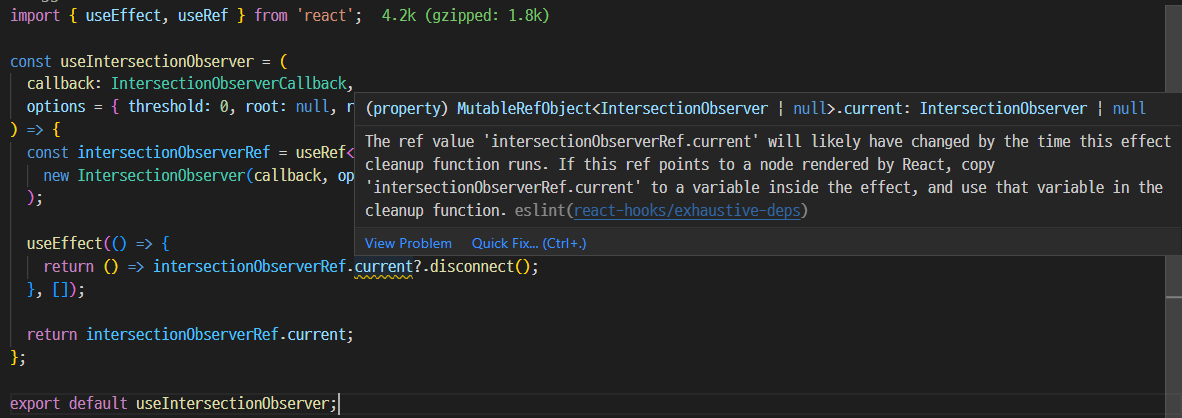 import { useEffect, useRef } from 'react'; 4.2k (gzipped: 1.8k)
const useIntersectionObserver = (
callback: IntersectionObserverCallback,
options = { threshold: 0, root: null, r
) => {
const intersectionObserverRef = useRef<
new IntersectionObserver(callback, op
);
useEffect(() => {
return () => intersectionObserverRef.current?.disconnect();
}, []);
return intersectionObserverRef.current;
};
export default useIntersectionObserver;
(property) MutableRefObject<IntersectionObserver | null>.current: IntersectionObserver | null
The ref value 'intersectionObserverRef.current' will likely have changed by the time this effect
cleanup function runs. If this ref points to a node rendered by React, copy
'intersectionObserverRef.current' to a variable inside the effect, and use that variable in the
cleanup function. eslint(react-hooks/exhaustive-deps)
View Problem Quick Fix... (Ctrl+.)